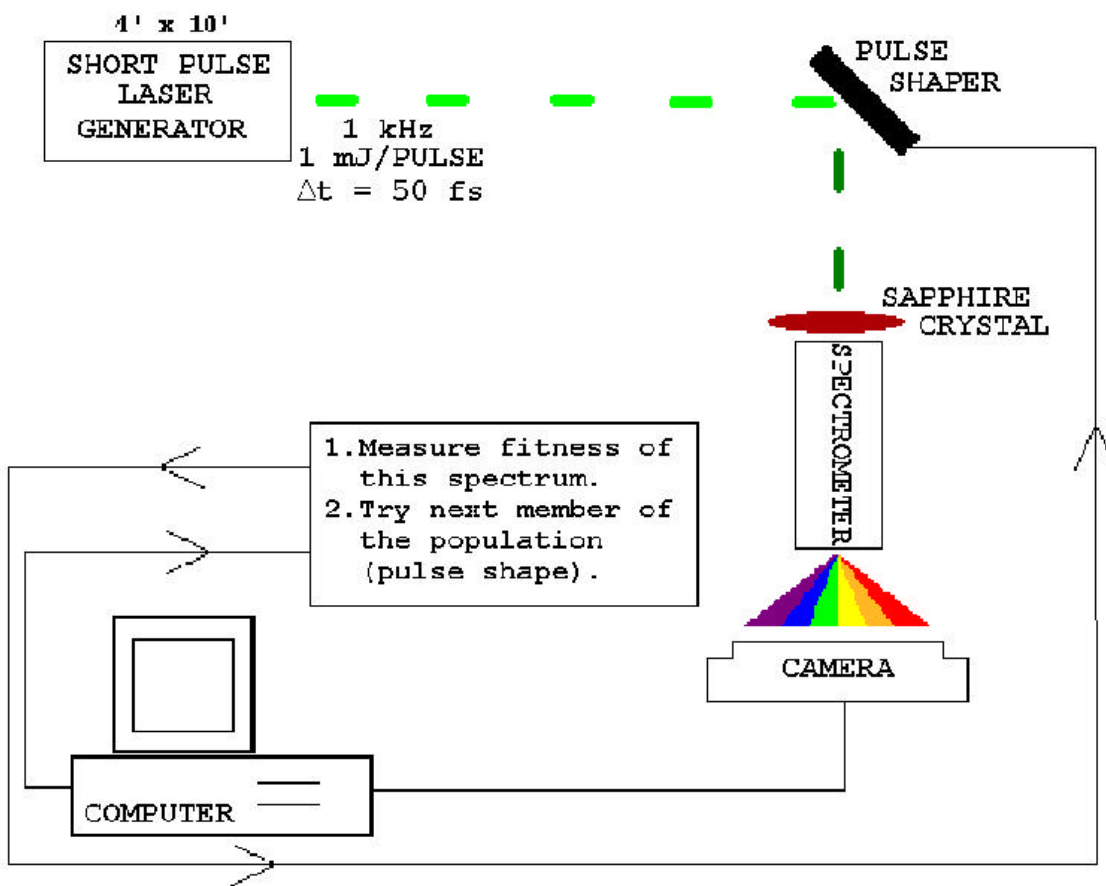 4' x 10'
SHORT PULSE
LASER
GENERATOR
1 kHz
1 mJ/PULSE
Δt = 50 fs
PULSE
SHAPER
SAPPHIRE
CRYSTAL
SPECTROMETER
1.Measure fitness of
this spectrum.
2.Try next member of
the population
(pulse shape).
CAMERA
COMPUTER